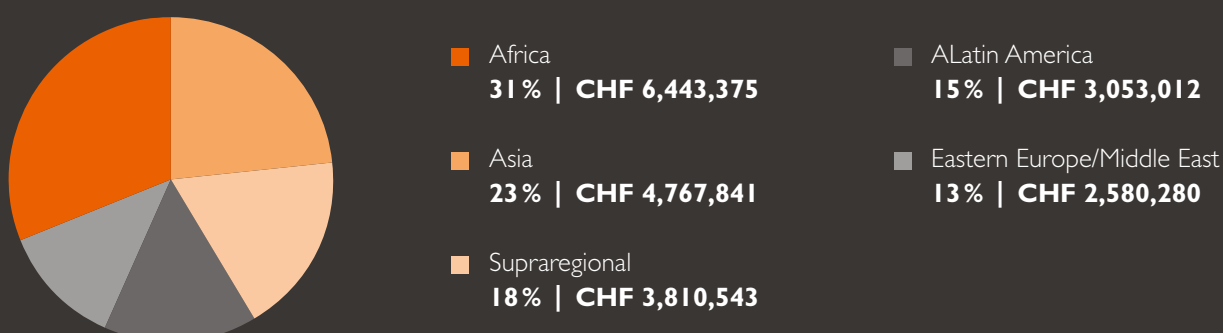 Africa
31% | CHF 6,443,375
Asia
23% | CHF 4,767,841
Supraregional
18% | CHF 3,810,543
ALatin America
15% | CHF 3,053,012
Eastern Europe/Middle East
13% | CHF 2,580,280